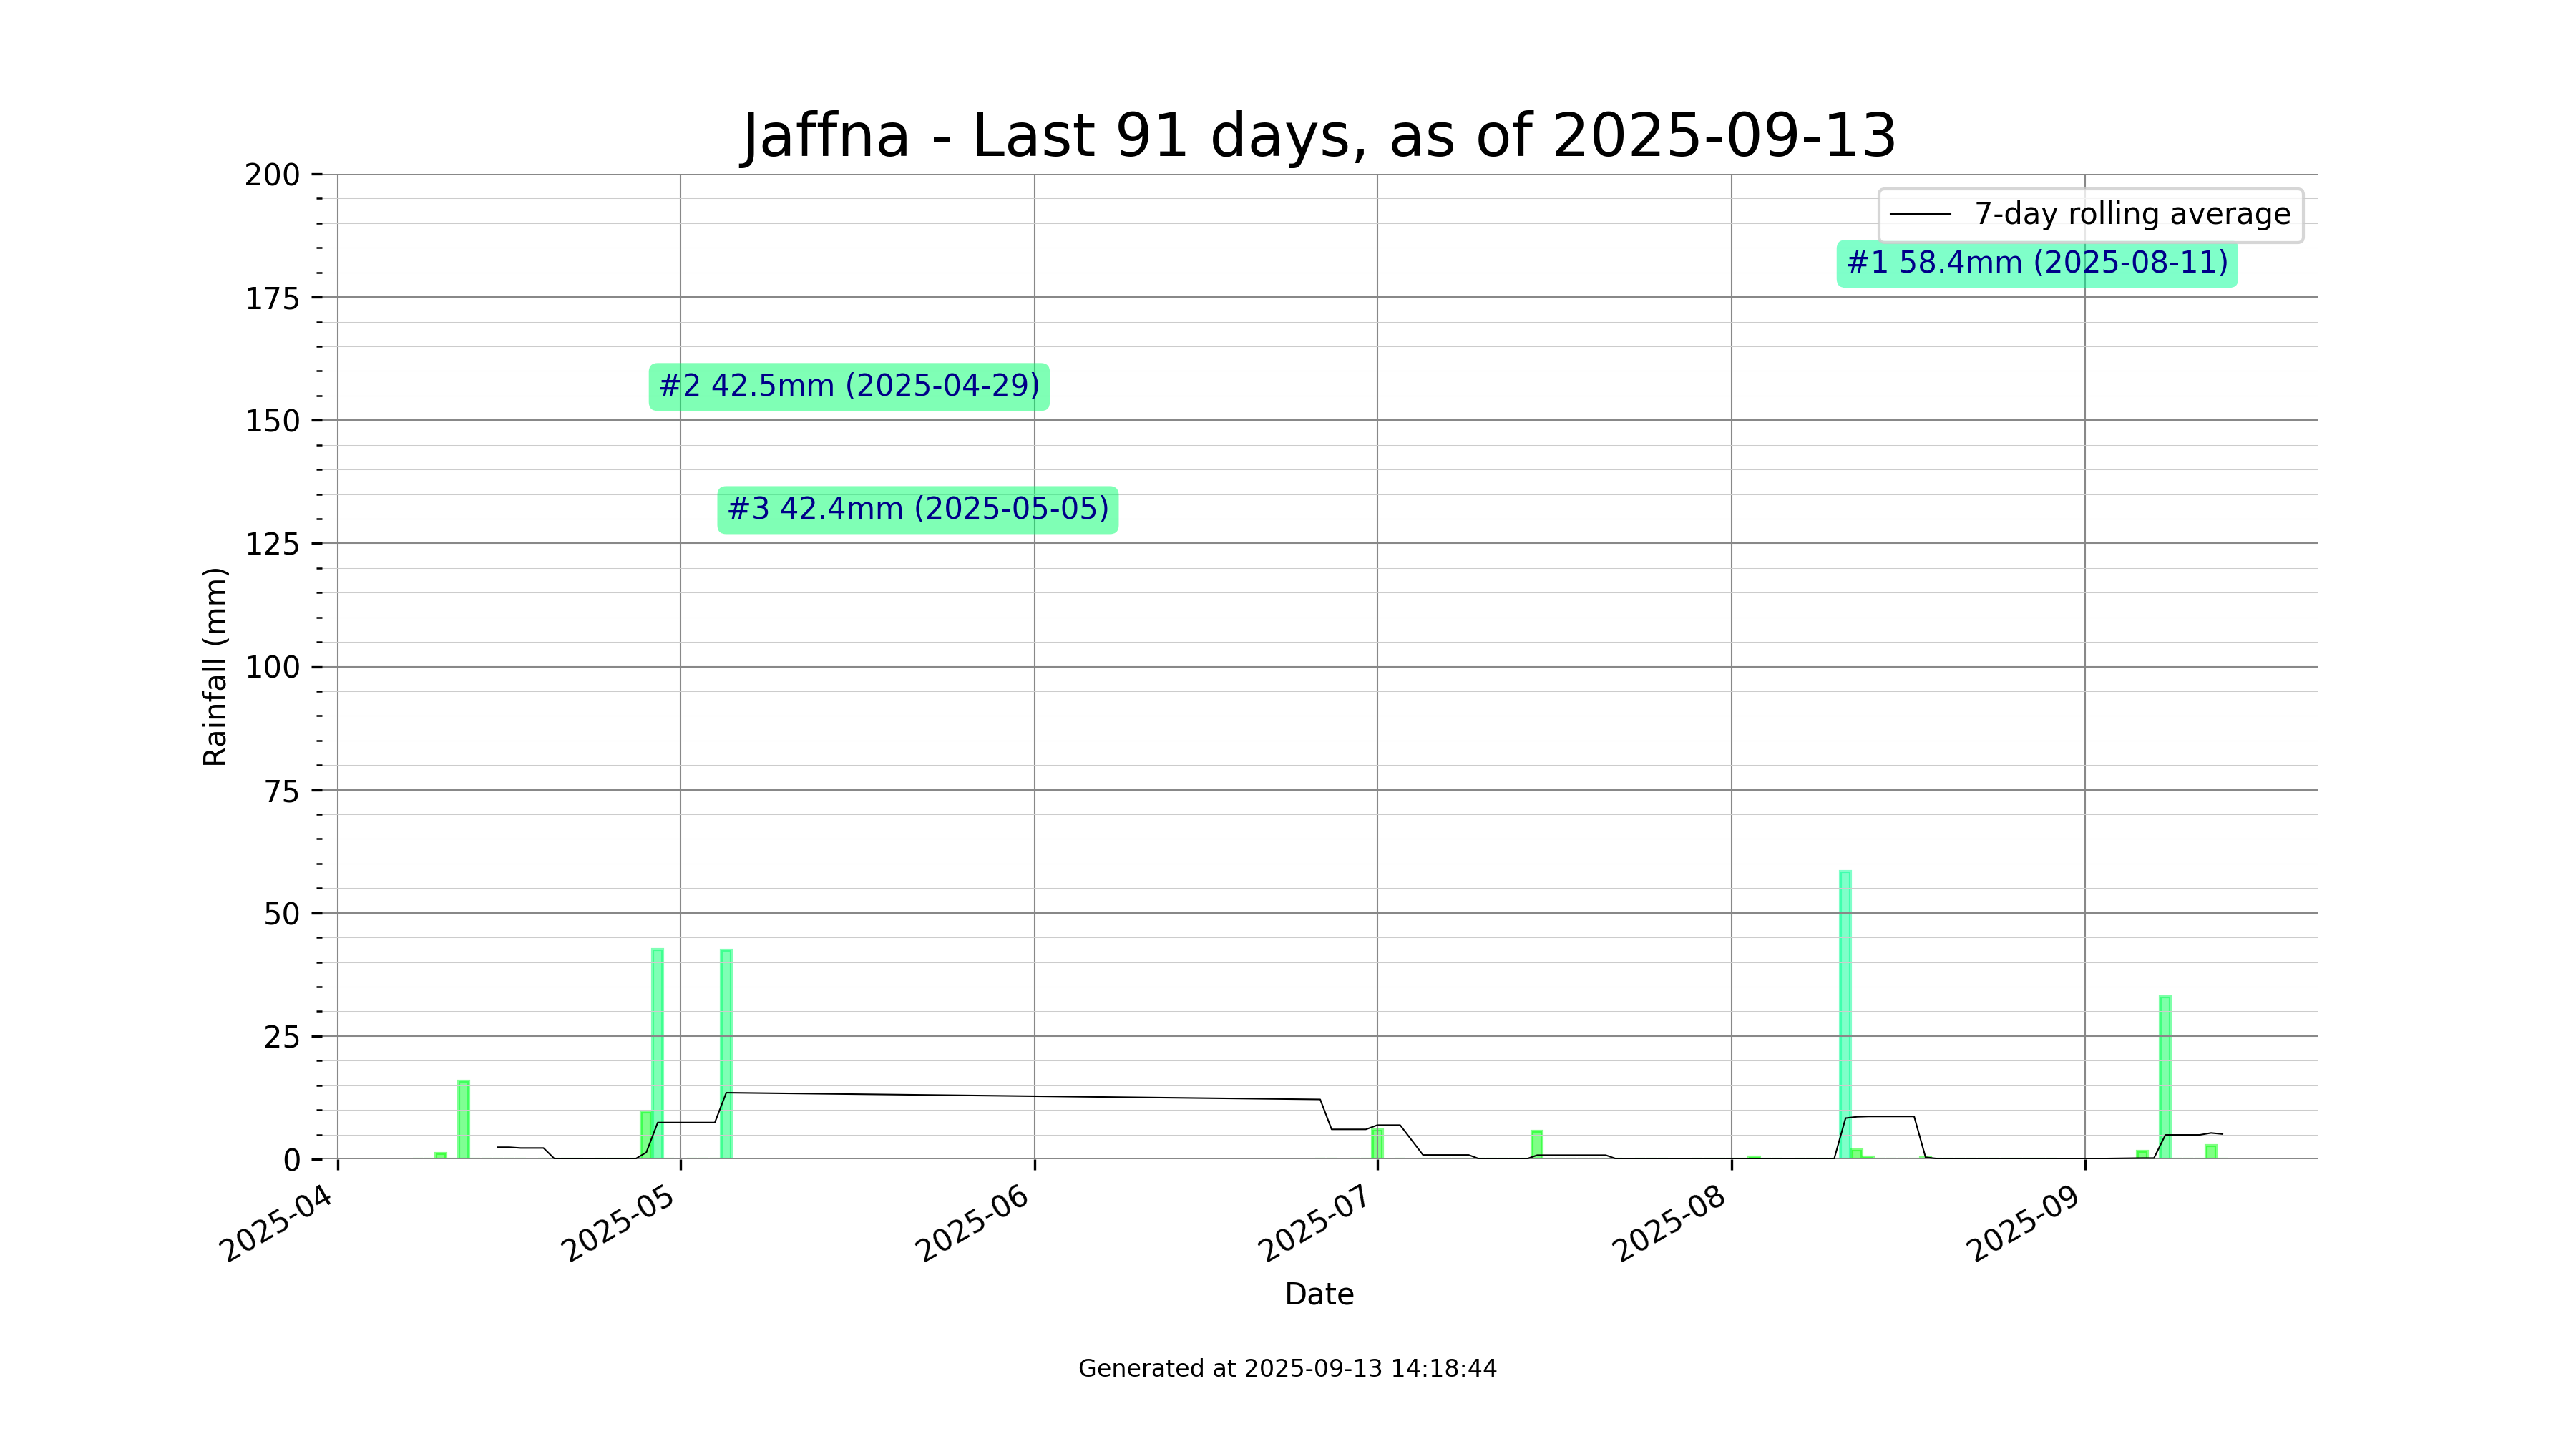 Jaffna - Last 91 days, as of 2025-09-13
200
175
150
125
100
75
50
25
0
Rainfall (mm)
7-day rolling average
#1 58.4mm (2025-08-11)
#2 42.5mm (2025-04-29)
#3 42.4mm (2025-05-05)
2025-04
2025-05
2025-06
2025-07
2025-08
2025-09
Date
Generated at 2025-09-13 14:18:44